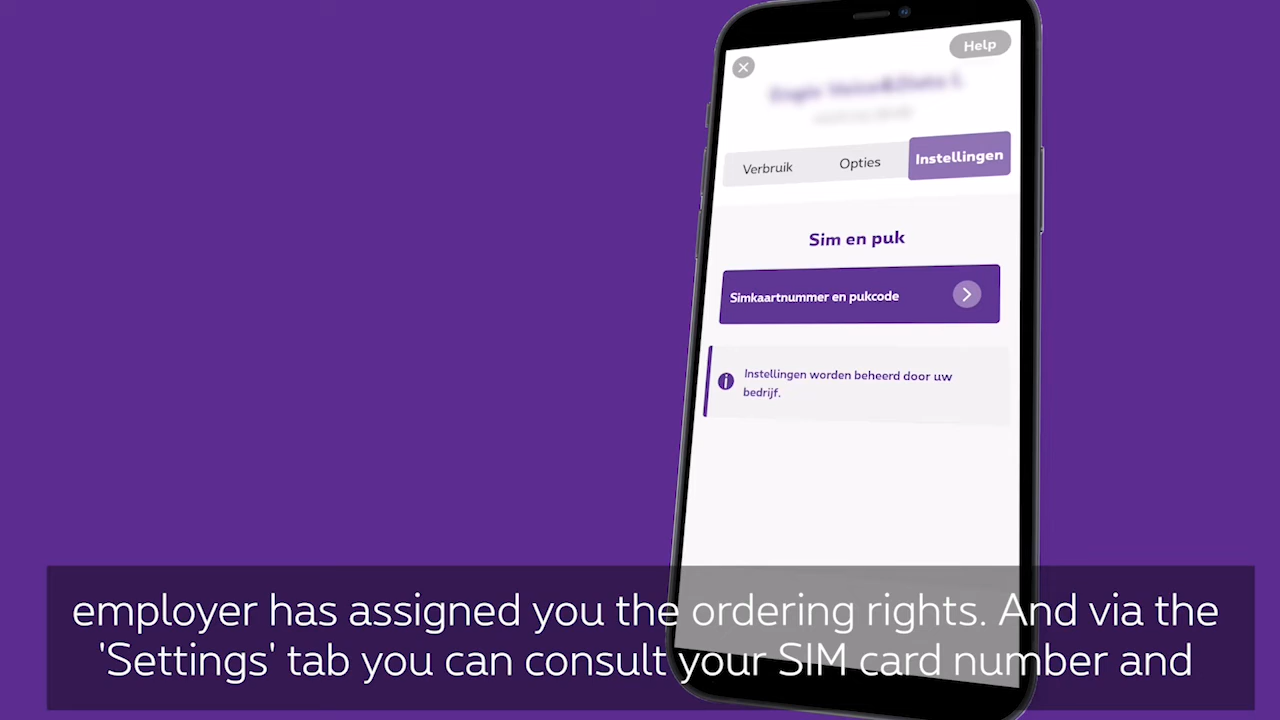 Help
Verbruik
Opties
Instellingen
Sim en puk
Simkaartnummer en pukcode
Instellingen worden beheerd door uw
bedrijf.
employer has assigned you the ordering rights. And via the
'Settings' tab you can consult your SIM card number and